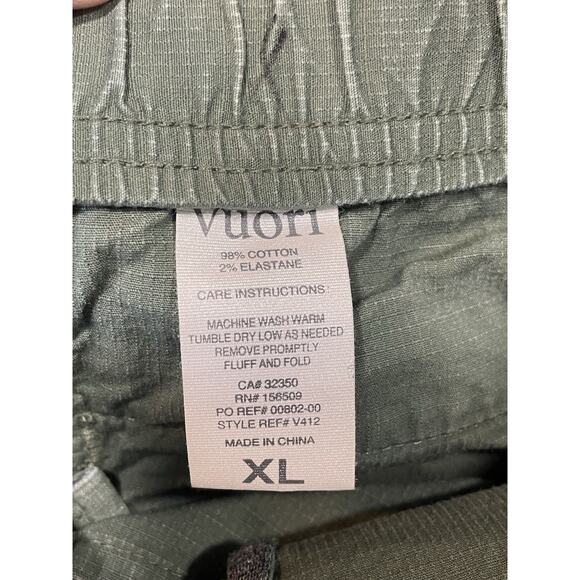 vuori
98% COTTON
2% ELASTANE
CARE INSTRUCTIONS:
MACHINE WASH WARM
TUMBLE DRY LOW AS NEEDED
REMOVE PROMPTLY
FLUFF AND FOLD
CA# 32350
RN# 156509
PO REF# 00802-00
STYLE REF# V412
MADE IN CHINA
XL